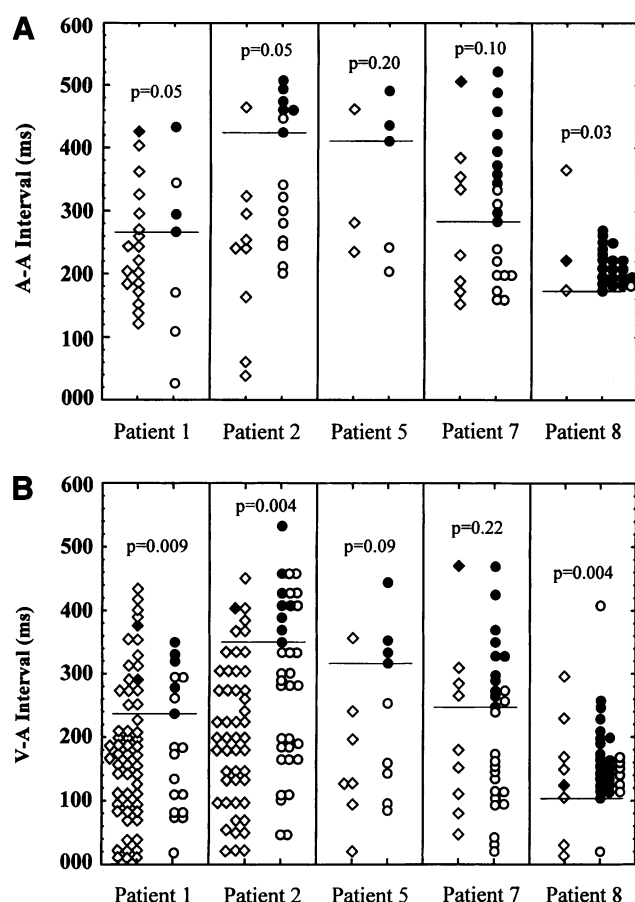 A
600
500
400
300
200
100
000
A-A Interval (ms)
p=0.05
p=0.05
p=0.20
p=0.10
p=0.03
Patient 1
Patient 2
Patient 5
Patient 7
Patient 8
B
600
500
400
300
200
100
000
V-A Interval (ms)
p=0.009
p=0.004
p=0.09
p=0.22
p=0.004
Patient 1
Patient 2
Patient 5
Patient 7
Patient 8